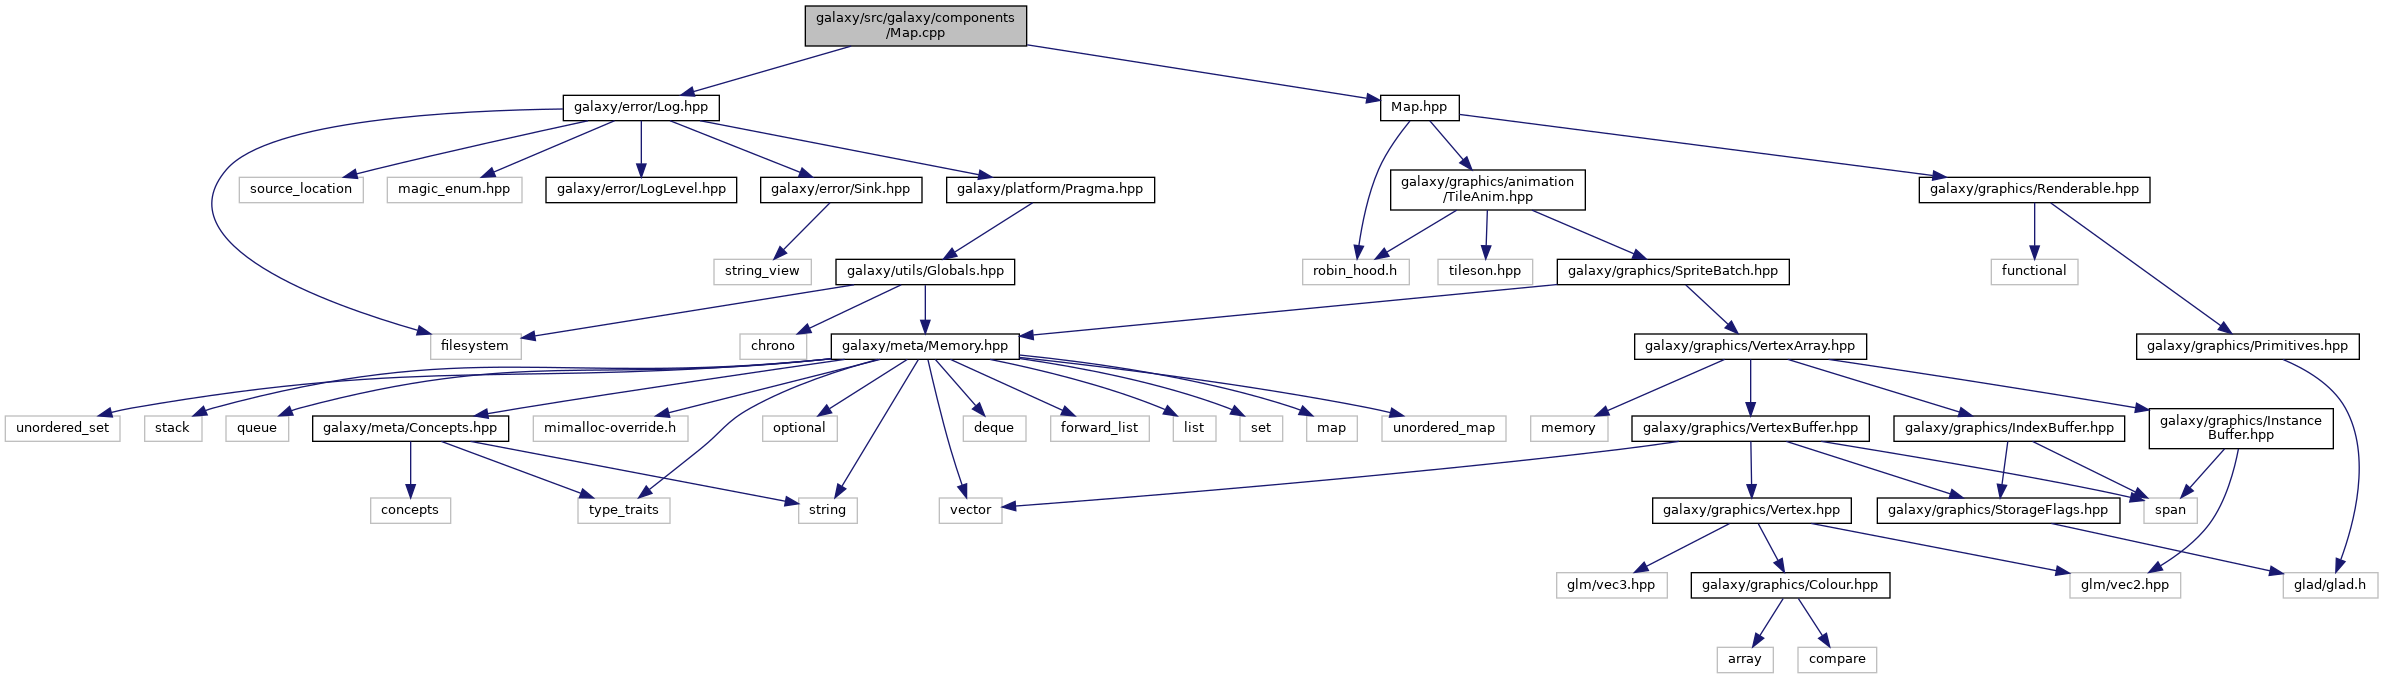 galaxy/src/galaxy/components
/Map.cpp
galaxy/error/Log.hpp
Map.hpp
source_location
magic_enum.hpp
galaxy/error/LogLevel.hpp
galaxy/error/Sink.hpp
galaxy/platform/Pragma.hpp
galaxy/graphics/animation
/TileAnim.hpp
galaxy/graphics/Renderable.hpp
string_view
galaxy/utils/Globals.hpp
robin_hood.h
tileson.hpp
galaxy/graphics/SpriteBatch.hpp
functional
filesystem
chrono
galaxy/meta/Memory.hpp
galaxy/graphics/VertexArray.hpp
galaxy/graphics/Primitives.hpp
unordered_set
stack
queue
galaxy/meta/Concepts.hpp
mimalloc-override.h
optional
deque
forward_list
list
set
map
unordered_map
memory
galaxy/graphics/VertexBuffer.hpp
galaxy/graphics/IndexBuffer.hpp
galaxy/graphics/Instance
Buffer.hpp
concepts
type_traits
string
vector
galaxy/graphics/Vertex.hpp
galaxy/graphics/StorageFlags.hpp
span
glm/vec3.hpp
galaxy/graphics/Colour.hpp
glm/vec2.hpp
glad/glad.h
array
compare